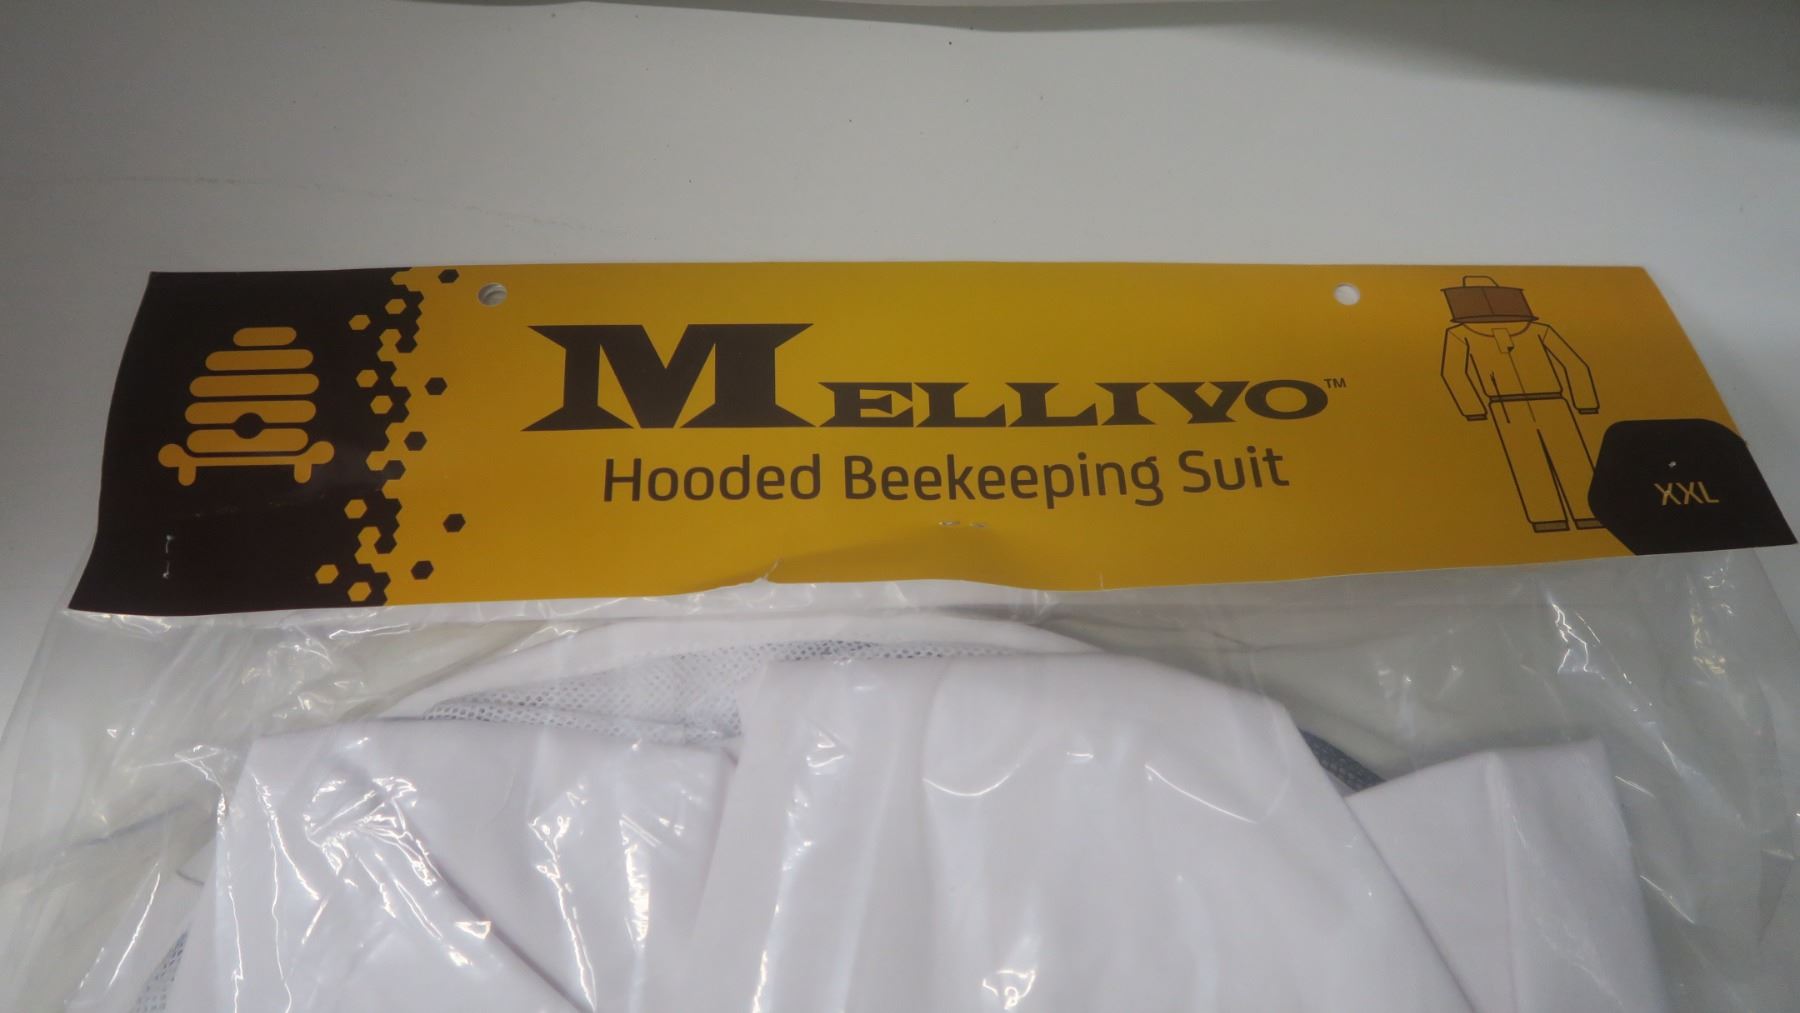 MELLIVO™
Hooded Beekeeping Suit
XXL